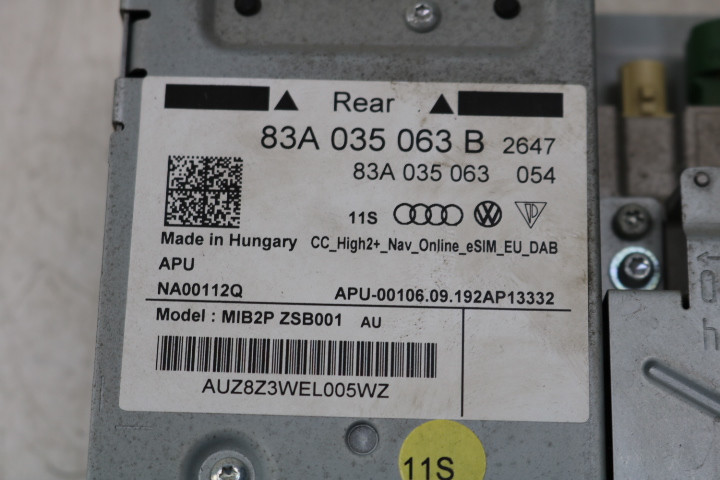 Rear
83A 035 063 B 2647
83A 035 063 054
11S
Made in Hungary CC_High2+_Nav_Online_eSIM_EU_DAB
APU
NA00112Q APU-00106.09.192AP13332
Model : MIB2P ZSB001 AU
AUZ8Z3WEL005WZ
11S